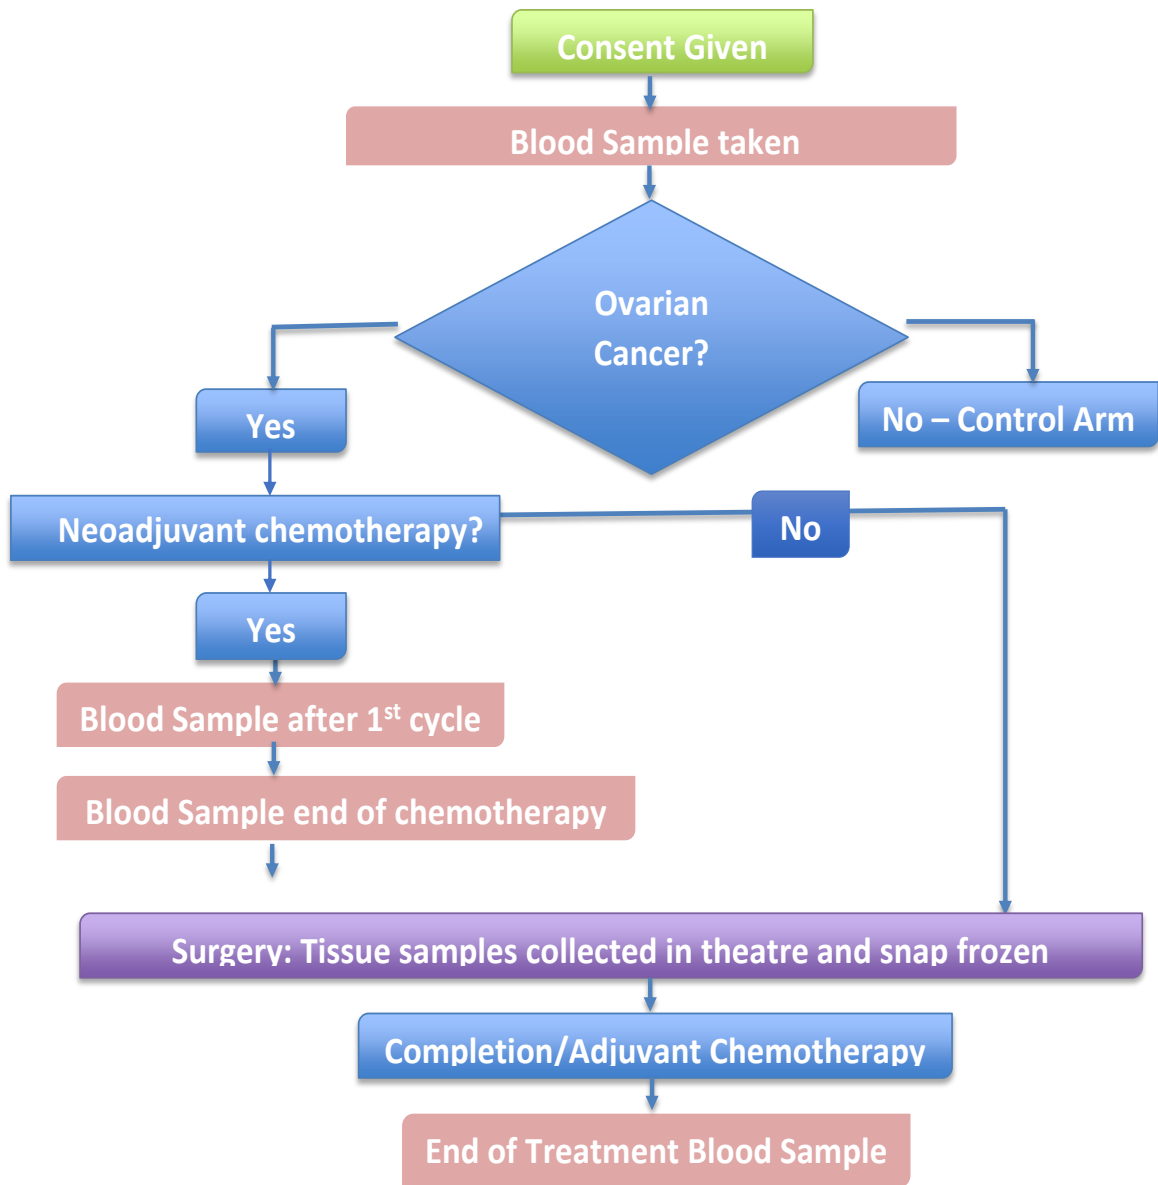 Consent Given
Blood Sample taken
Ovarian
Cancer?
Yes
No – Control Arm
Neoadjuvant chemotherapy?
No
Yes
Blood Sample after 1st cycle
Blood Sample end of chemotherapy
Surgery: Tissue samples collected in theatre and snap frozen
Completion/Adjuvant Chemotherapy
End of Treatment Blood Sample